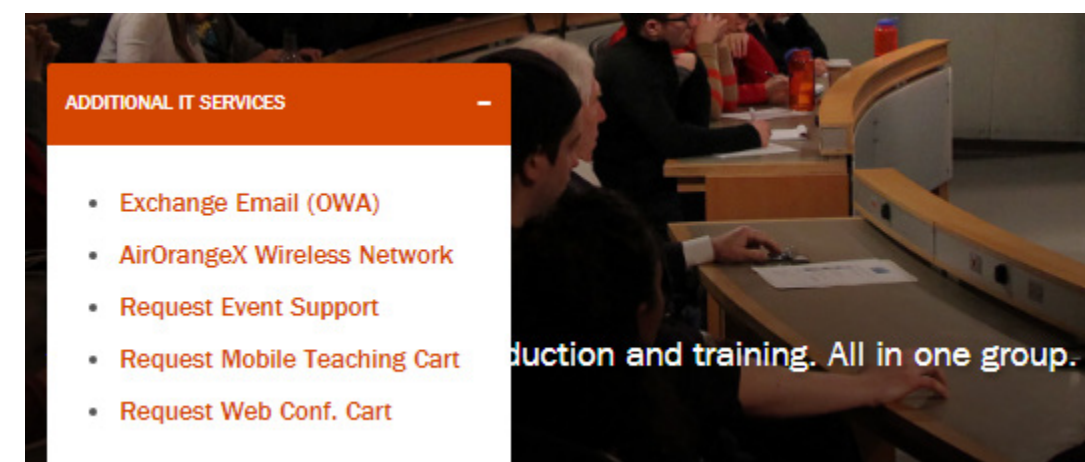 ADDITIONAL IT SERVICES
Exchange Email (OWA)
AirOrangeX Wireless Network
Request Event Support
Request Mobile Teaching Cart
duction and training. All in one group.
Request Web Conf. Cart